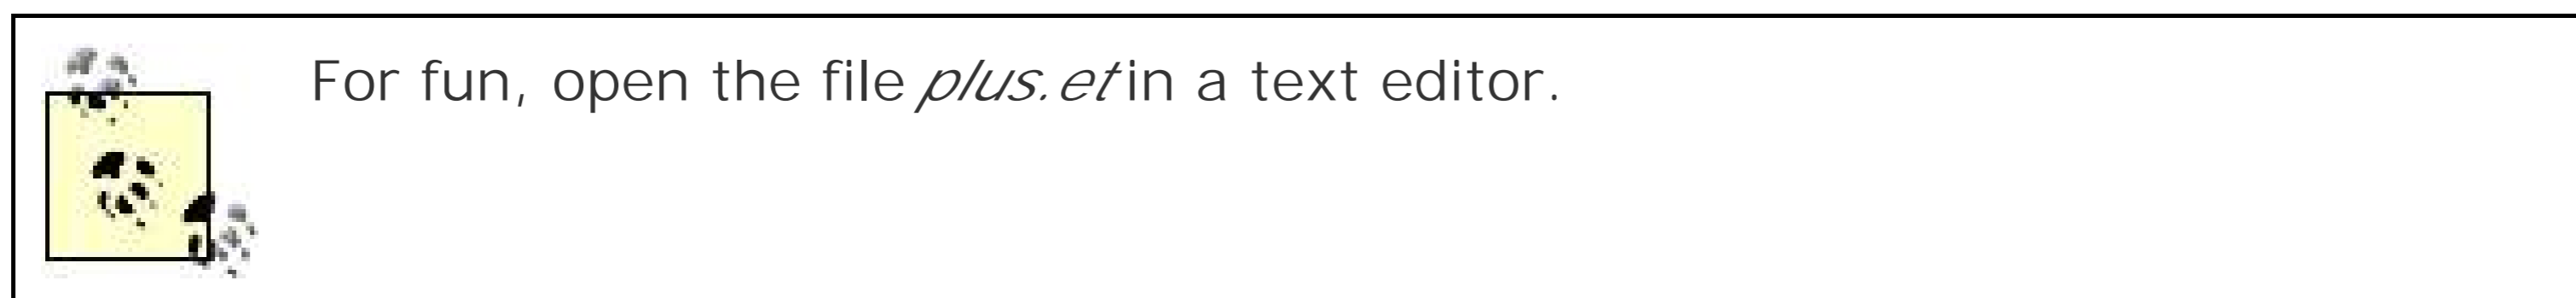 For fun, open the file plus.et in a text editor.